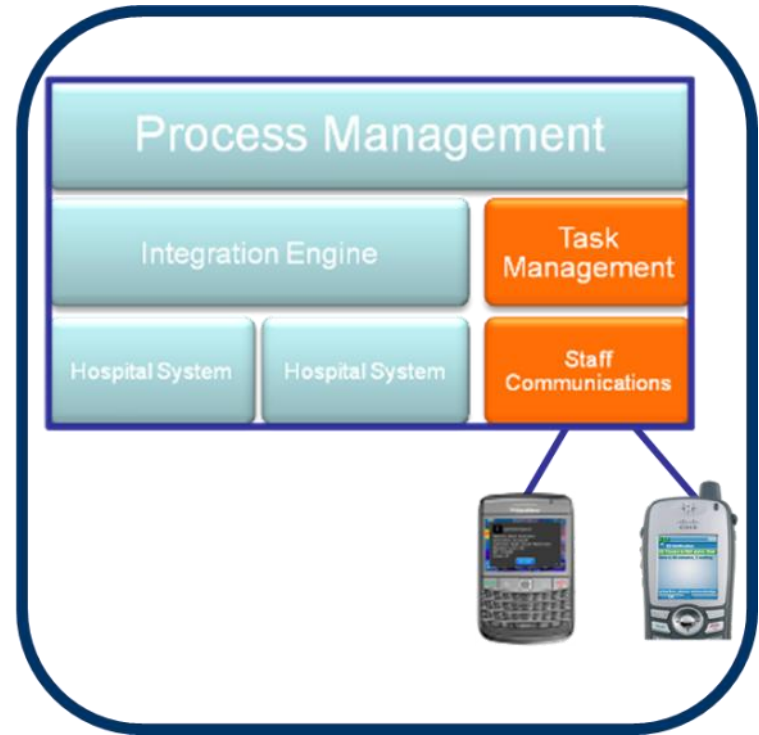 Process Management
Integration Engine
Task
Management
Hospital System
Hospital System
Staff
Communications